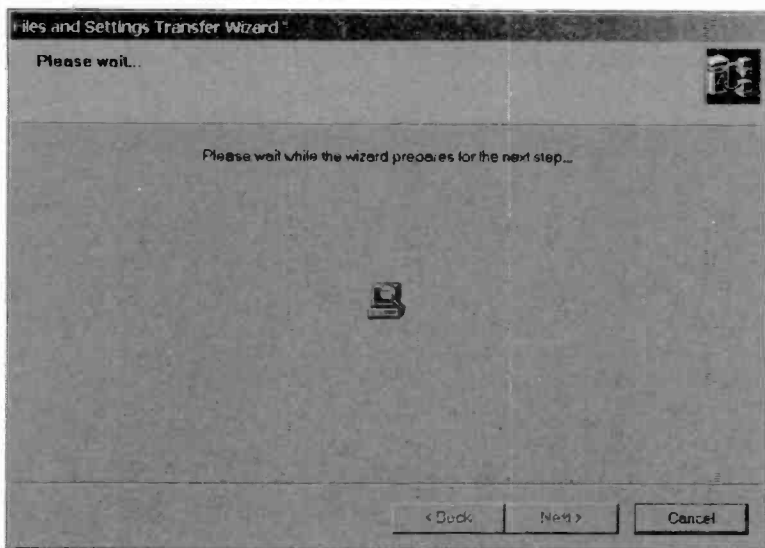 Files and Settings Transfer Wizard
Please wait...
Please wait while the wizard prepares for the next step...
< Back
Next >
Cancel